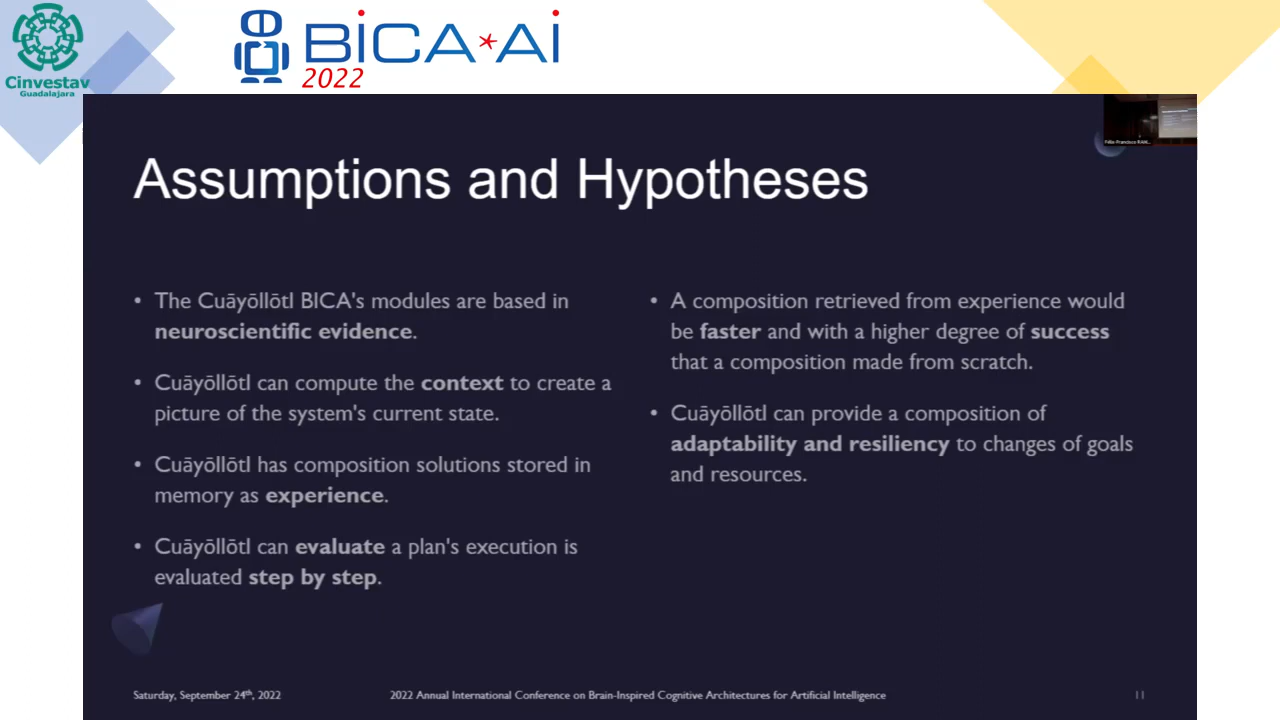 Cinvestav
Guadalajara
BiCA*Ai
2022
Assumptions and Hypotheses
• The Cuāyōllōtl BICA's modules are based in
neuroscientific evidence.
• Cuāyōllōtl can compute the context to create a
picture of the system's current state.
• Cuāyōllōtl has composition solutions stored in
memory as experience.
• Cuāyōllōtl can evaluate a plan's execution is
evaluated step by step.
• A composition retrieved from experience would
be faster and with a higher degree of success
that a composition made from scratch.
• Cuāyōllōtl can provide a composition of
adaptability and resiliency to changes of goals
and resources.
Saturday, September 24th, 2022
2022 Annual International Conference on Brain-Inspired Cognitive Architectures for Artificial Intelligence
11